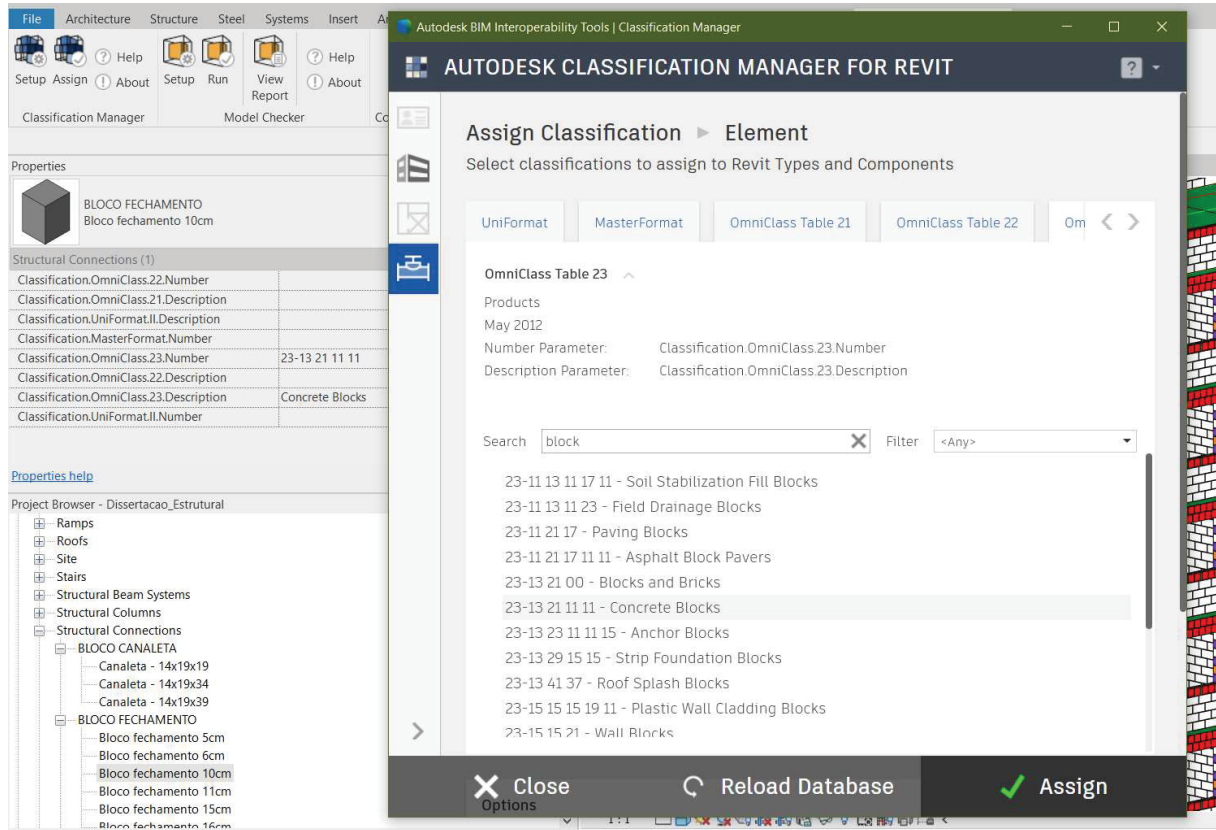 File Architecture Structure Steel Systems Insert
Help Help
Setup Assign About Setup Run View Report About
Classification Manager Model Checker
Properties
BLOCO FECHAMENTO
Bloco fechamento 10cm
Structural Connections (1)
Classification.OmniClass.22.Number
Classification.OmniClass.21.Description
Classification.UniFormat.II.Description
Classification.MasterFormat.Number
Classification.OmniClass.23.Number 23-13 21 11 11
Classification.OmniClass.22.Description
Classification.OmniClass.23.Description Concrete Blocks
Classification.UniFormat.II.Number
Properties help
Project Browser - Dissertacao_Estrutural
Ramps
Roofs
Site
Stairs
Structural Beam Systems
Structural Columns
Structural Connections
BLOCO CANALETA
Canaleta - 14x19x19
Canaleta - 14x19x34
Canaleta - 14x19x39
BLOCO FECHAMENTO
Bloco fechamento 5cm
Bloco fechamento 6cm
Bloco fechamento 10cm
Bloco fechamento 11cm
Bloco fechamento 15cm
Bloco fechamento 16cm
Autodesk BIM Interoperability Tools | Classification Manager
AUTODESK CLASSIFICATION MANAGER FOR REVIT ?
Assign Classification Element
Select classifications to assign to Revit Types and Components
UniFormat MasterFormat OmniClass Table 21 OmniClass Table 22 Om
OmniClass Table 23
Products
May 2012
Number Parameter: Classification.OmniClass.23.Number
Description Parameter: Classification.OmniClass.23.Description
Search block Filter <Any>
23-11 13 11 17 11 - Soil Stabilization Fill Blocks
23-11 13 11 23 - Field Drainage Blocks
23-11 21 17 - Paving Blocks
23-11 21 17 11 11 - Asphalt Block Pavers
23-13 21 00 - Blocks and Bricks
23-13 21 11 11 - Concrete Blocks
23-13 23 11 11 15 - Anchor Blocks
23-13 29 15 15 - Strip Foundation Blocks
23-13 41 37 - Roof Splash Blocks
23-15 15 15 19 11 - Plastic Wall Cladding Blocks
23-15 15 21 - Wall Blocks
Close Reload Database Assign
Options
1:1